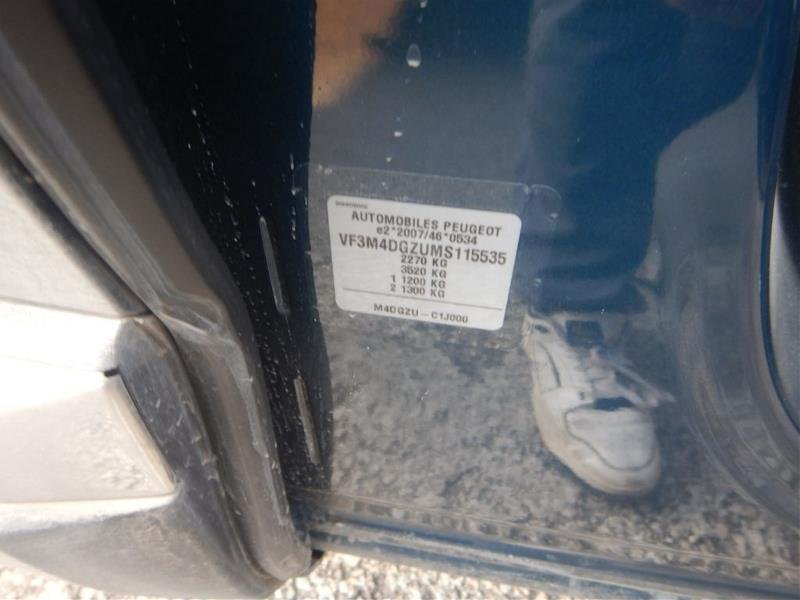 AUTOMOBILES PEUGEOT
e2*2007/46*0534
VF3M4DGZUMS115535
2270 KG
3520 KG
1 1200 KG
2 1300 KG
M4DGZU - C1J000